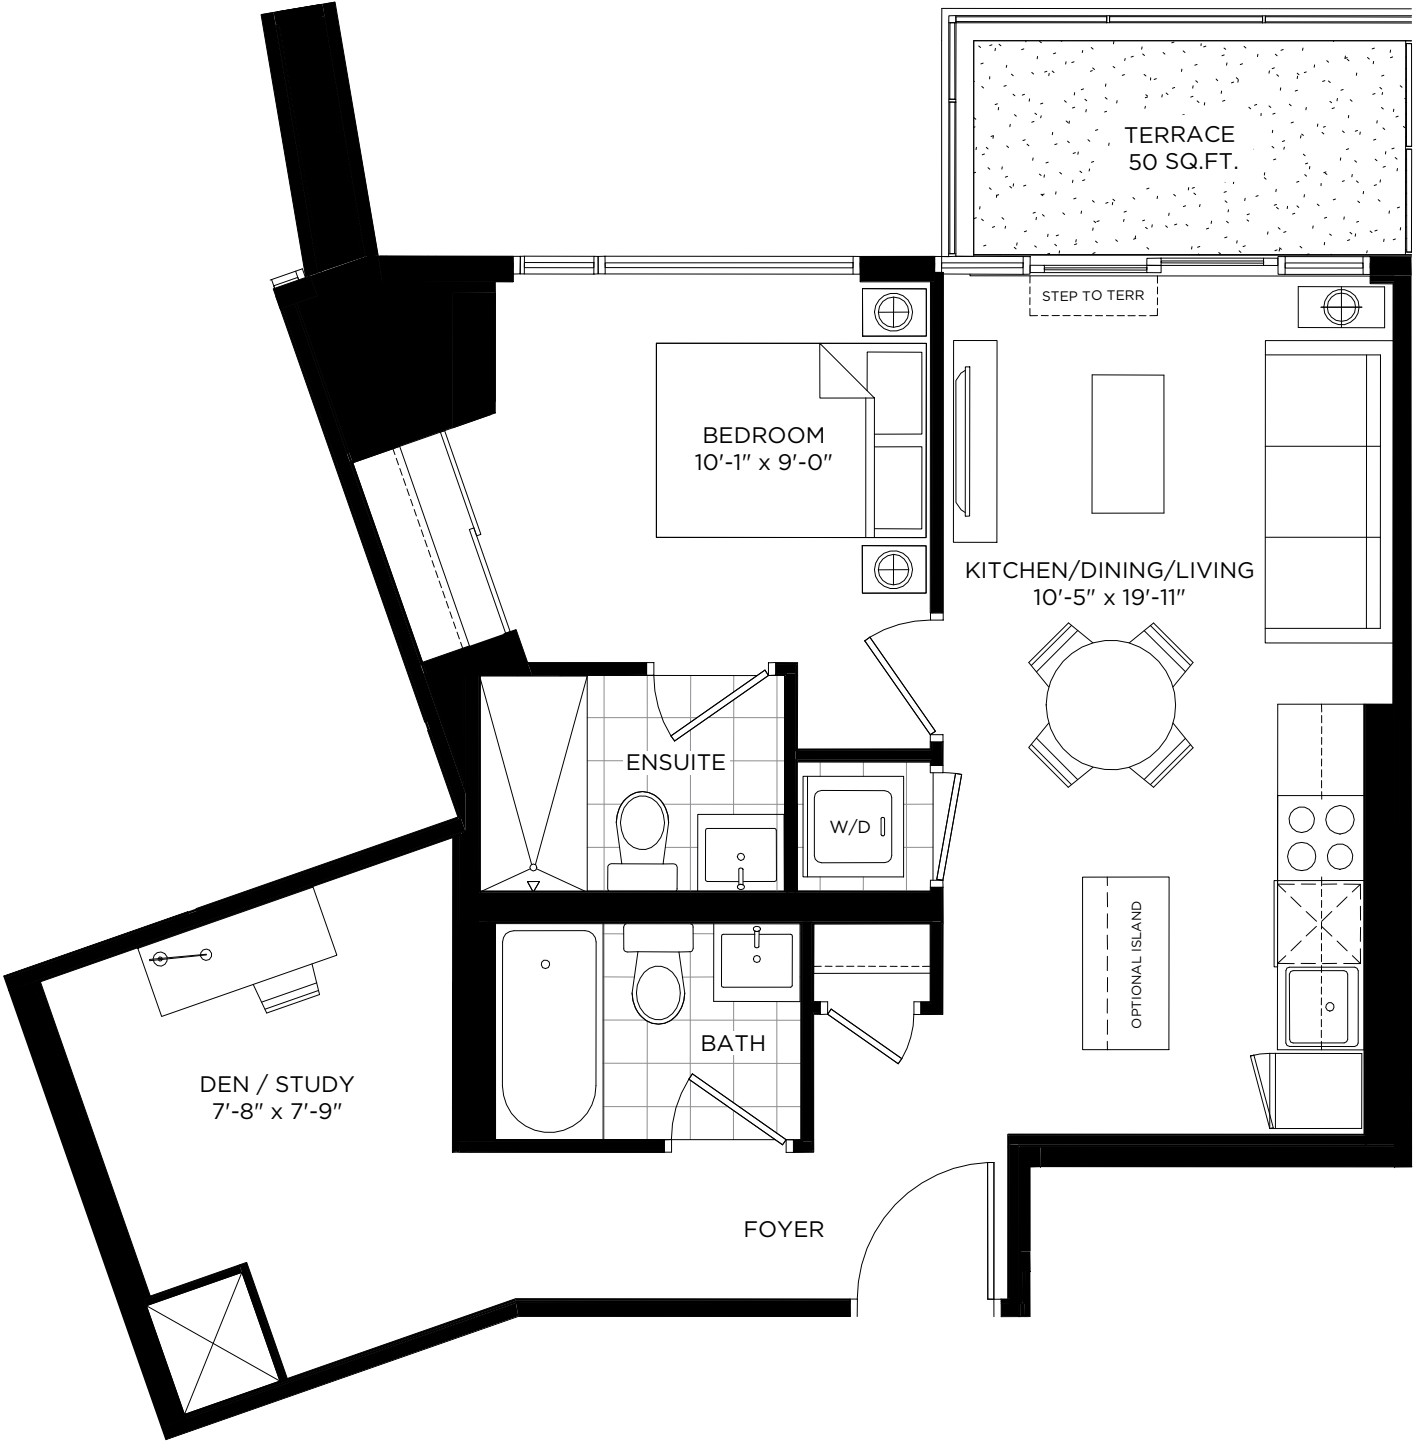 TERRACE
50 SQ.FT.
STEP TO TERR
BEDROOM
10'-1" x 9'-0"
KITCHEN/DINING/LIVING
10'-5" x 19'-11"
ENSUITE
W/D
OPTIONAL ISLAND
BATH
DEN / STUDY
7'-8" x 7'-9"
FOYER